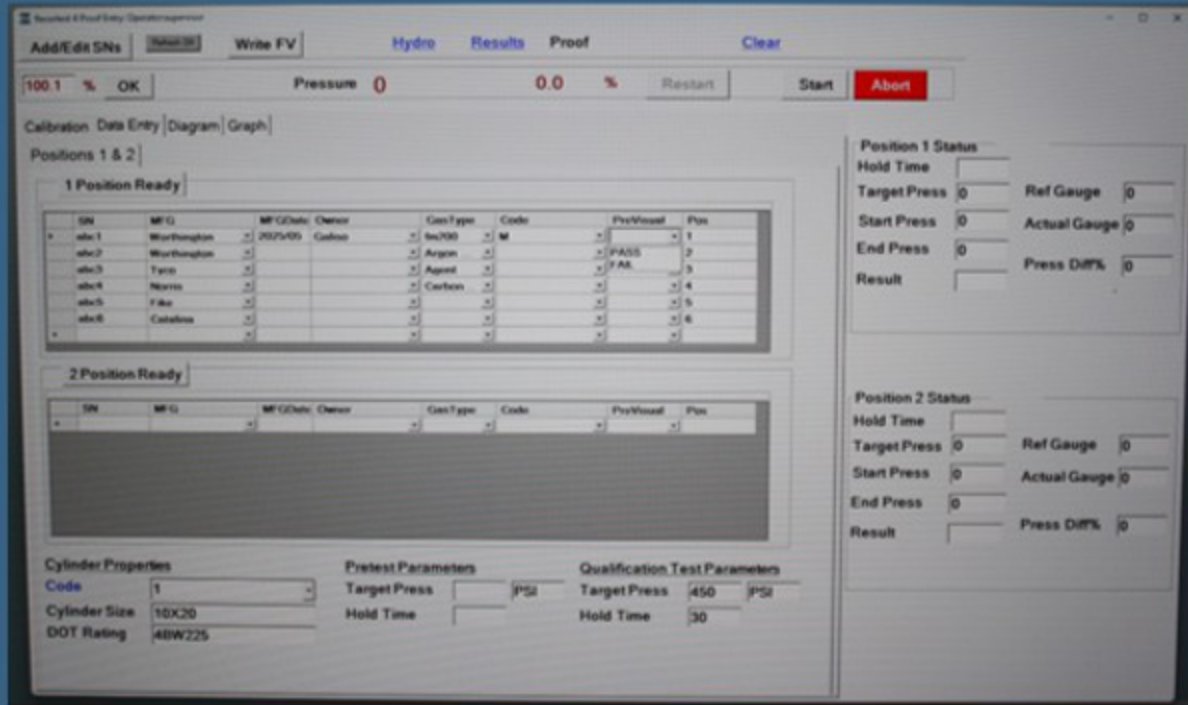 Add/Edit SNs Write FV Hydro Results Proof Clear
100.1 % OK Pressure 0 0.0 % Restart Start Abort
Calibration Data Entry Diagram Graph
Positions 1 & 2
1 Position Ready
SN MFG MFGDate Owner GasType Code PreVisual Pos
abc1 Worthington 2025/05 M 1
abc2 Worthington Argon PASS 2
abc3 Tyco Agent FAIL 3
abc4 Norris Carbon 4
abc5 Fike 5
abc6 Catalina 6
2 Position Ready
SN MFG MFGDate Owner GasType Code PreVisual Pos
Cylinder Properties
Code 1
Cylinder Size 10X20
DOT Rating 4BW225
Pretest Parameters
Target Press PSI
Hold Time
Qualification Test Parameters
Target Press 450 PSI
Hold Time 30
Position 1 Status
Hold Time
Target Press 0 Ref Gauge 0
Start Press 0 Actual Gauge 0
End Press 0
Press Diff% 0
Result
Position 2 Status
Hold Time
Target Press 0 Ref Gauge 0
Start Press 0 Actual Gauge 0
End Press 0
Result Press Diff% 0